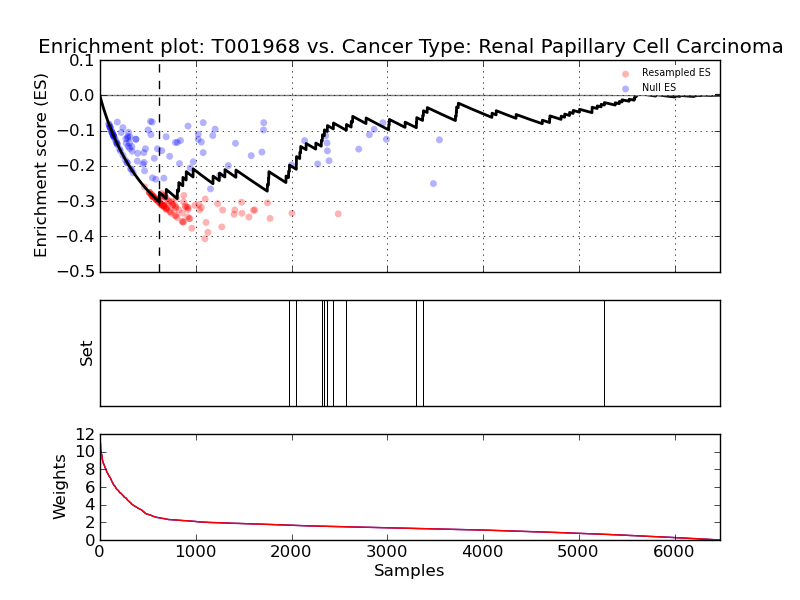 Enrichment plot: T001968 vs. Cancer Type: Renal Papillary Cell Carcinoma
Enrichment score (ES)
0.1
0.0
−0.1
−0.2
−0.3
−0.4
−0.5
Resampled ES
Null ES
Set
Weights
12
10
8
6
4
2
0
0 1000 2000 3000 4000 5000 6000
Samples